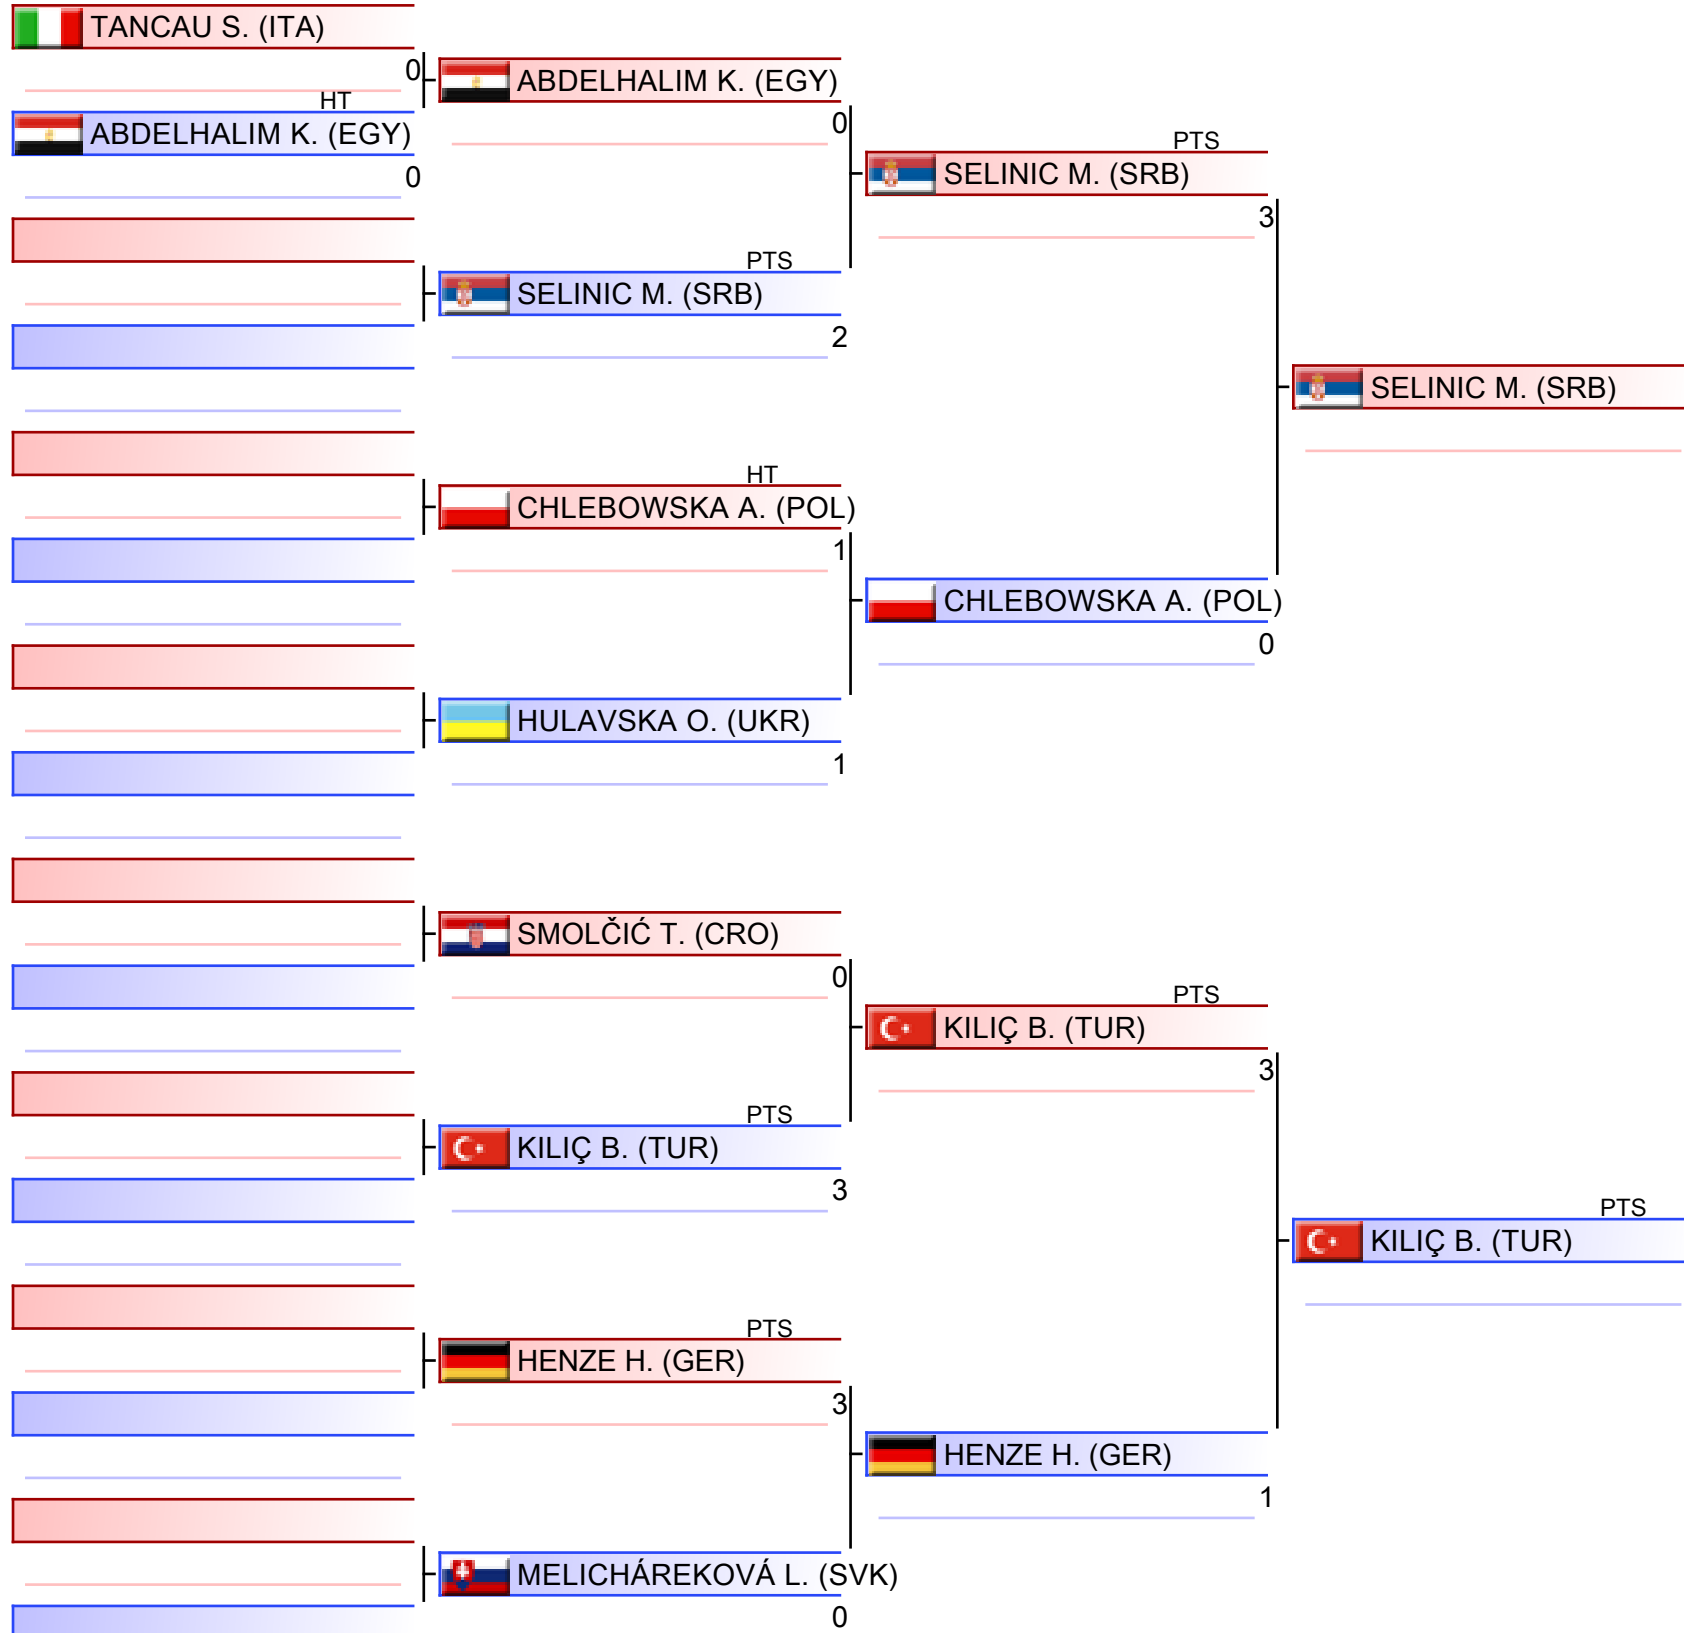 TANCAU S. (ITA)
0
HT
ABDELHALIM K. (EGY)
0
ABDELHALIM K. (EGY)
0
PTS
SELINIC M. (SRB)
2
HT
CHLEBOWSKA A. (POL)
1
HULAVSKA O. (UKR)
1
SMOLČIĆ T. (CRO)
0
PTS
KILIÇ B. (TUR)
3
PTS
HENZE H. (GER)
3
MELICHÁREKOVÁ L. (SVK)
0
PTS
SELINIC M. (SRB)
3
CHLEBOWSKA A. (POL)
0
PTS
KILIÇ B. (TUR)
3
HENZE H. (GER)
1
SELINIC M. (SRB)
PTS
KILIÇ B. (TUR)